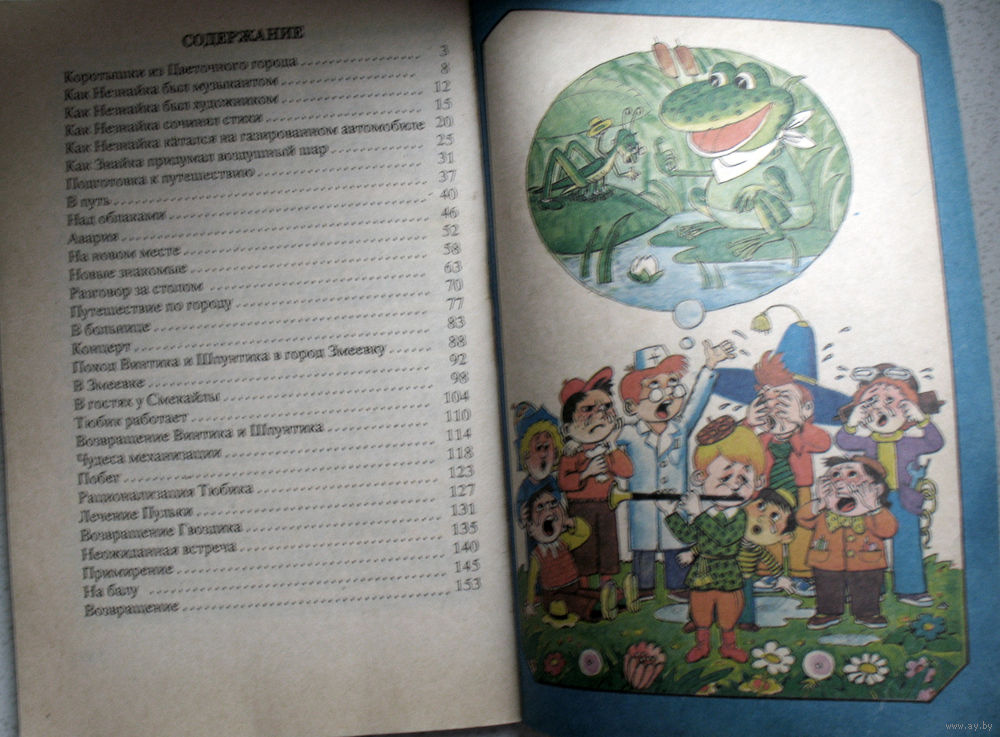 СОДЕРЖАНИЕ
Коротышки из Цветочного города 3
Как Незнайка был музыкантом 8
Как Незнайка был художником 12
Как Незнайка сочинял стихи 15
Как Незнайка катался на газированном автомобиле 20
Как Знайка придумал воздушный шар 25
Подготовка к путешествию 31
В путь 37
Над облаками 40
Авария 46
На новом месте 52
Новые знакомые 58
Разговор за столом 63
Путешествие по городу 70
В больнице 77
Концерт 83
Поход Винтика и Шпунтика в город Змеевку 88
В Змеевке 92
В гостях у Смекайлы 98
Тюбик работает 104
Возвращение Винтика и Шпунтика 110
Чудеса механизации 114
Побег 118
Рационализация Тюбика 123
Лечение Пульки 127
Возвращение Гвоздика 131
Неожиданная встреча 135
Примирение 140
На балу 145
Возвращение 153
www.ay.by